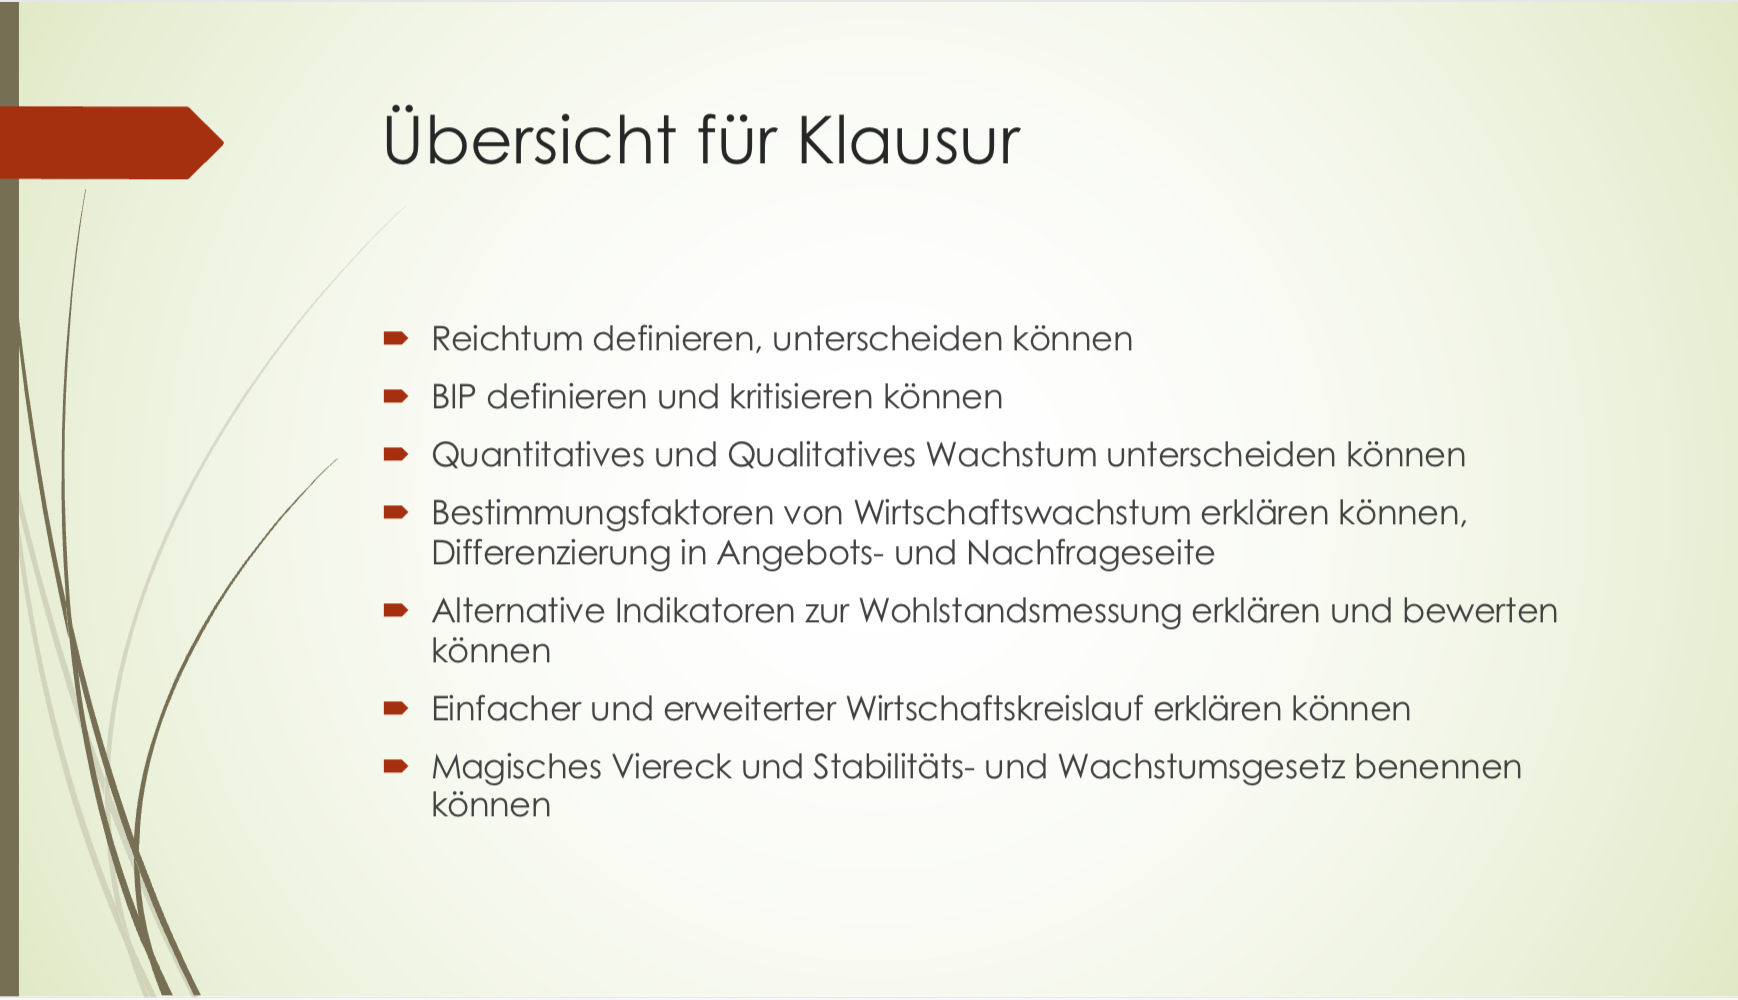 Übersicht für Klausur
Reichtum definieren, unterscheiden können
BIP definieren und kritisieren können
Quantitatives und Qualitatives Wachstum unterscheiden können
Bestimmungsfaktoren von Wirtschaftswachstum erklären können,
Differenzierung in Angebots- und Nachfrageseite
Alternative Indikatoren zur Wohlstandsmessung erklären und bewerten
können
Einfacher und erweiterter Wirtschaftskreislauf erklären können
Magisches Viereck und Stabilitäts- und Wachstumsgesetz benennen
können